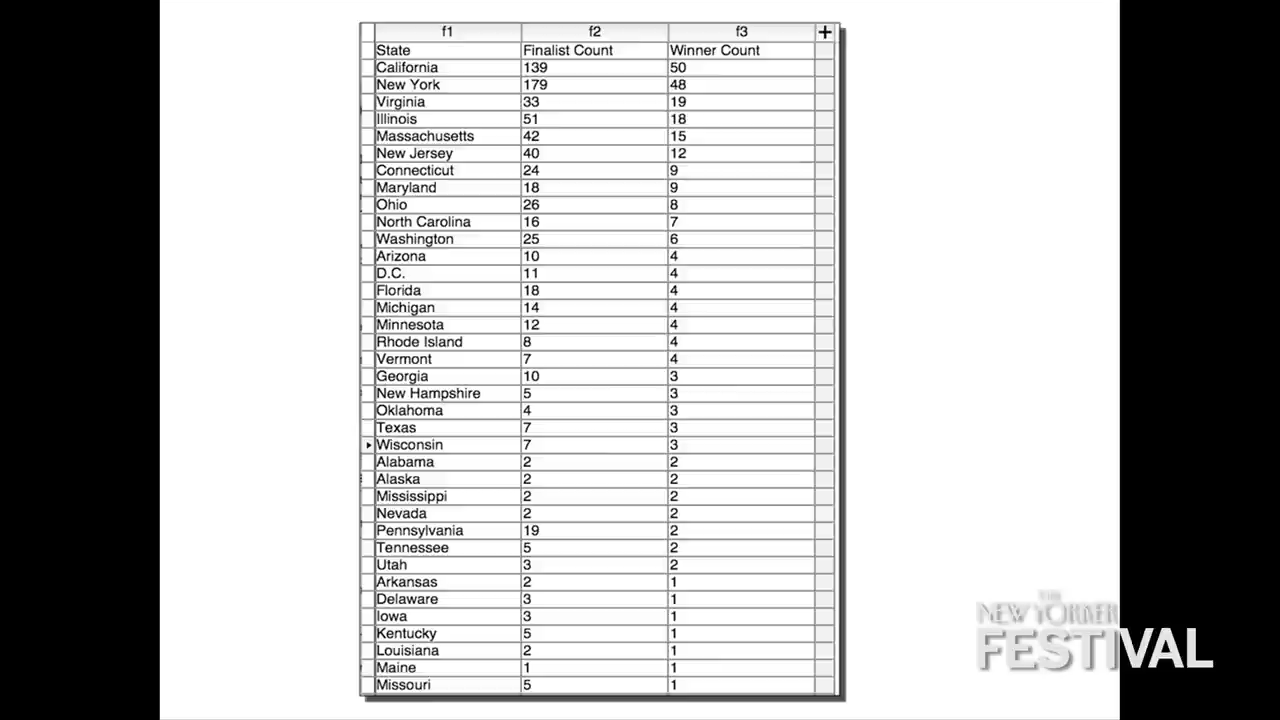 f1 f2 f3 +
State Finalist Count Winner Count
California 139 50
New York 179 48
Virginia 33 19
Illinois 51 18
Massachusetts 42 15
New Jersey 40 12
Connecticut 24 9
Maryland 18 9
Ohio 26 8
North Carolina 16 7
Washington 25 6
Arizona 10 4
D.C. 11 4
Florida 18 4
Michigan 14 4
Minnesota 12 4
Rhode Island 8 4
Vermont 7 4
Georgia 10 3
New Hampshire 5 3
Oklahoma 4 3
Texas 7 3
Wisconsin 7 3
Alabama 2 2
Alaska 2 2
Mississippi 2 2
Nevada 2 2
Pennsylvania 19 2
Tennessee 5 2
Utah 3 2
Arkansas 2 1
Delaware 3 1
Iowa 3 1
Kentucky 5 1
Louisiana 2 1
Maine 1 1
Missouri 5 1
THE
NEW YORKER
FESTIVAL